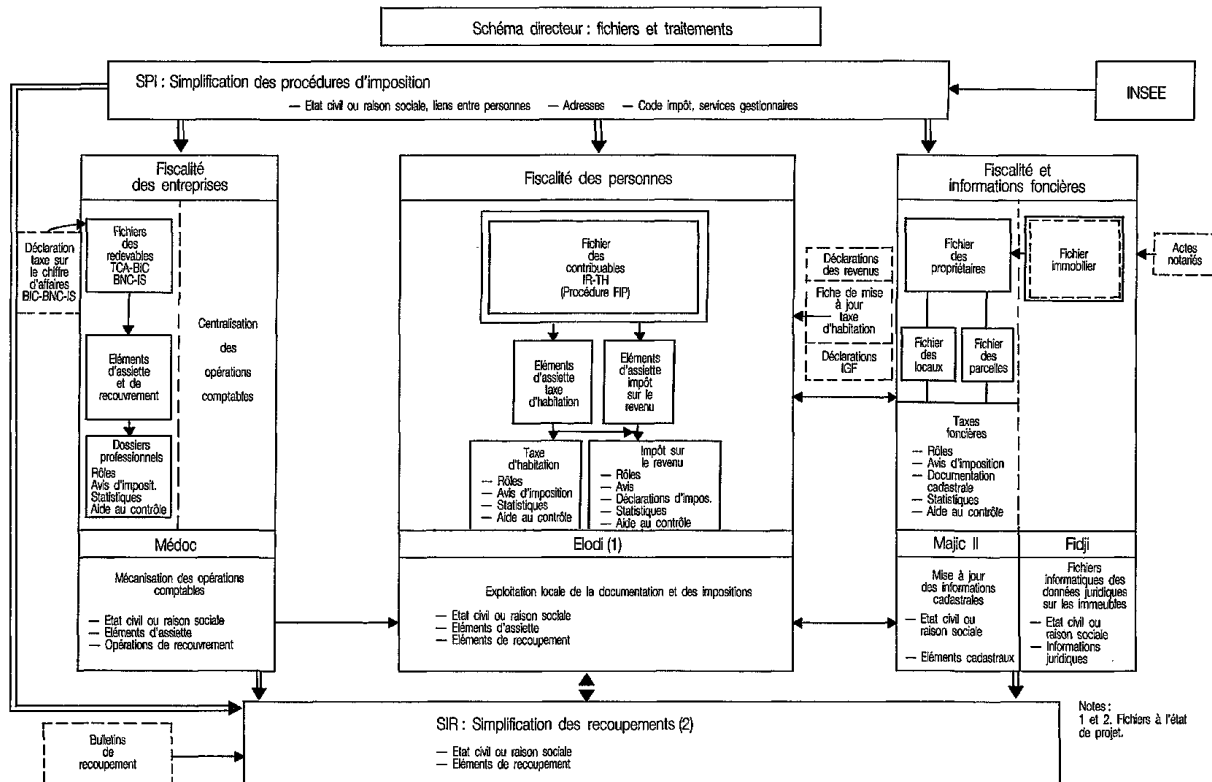 Schéma directeur : fichiers et traitements
SPI : Simplification des procédures d'imposition
— Etat civil ou raison sociale, liens entre personnes — Adresses — Code impôt, services gestionnaires
INSEE
Fiscalité
des entreprises
Déclaration
taxe sur
le chiffre
d'affaires
BIC-BNC-IS
Fichiers
des
redevables
TCA-BIC
BNC-IS
Eléments
d'assiette
et de
recouvrement
Dossiers
professionnels
Rôles
Avis d'imposit.
Statistiques
Aide au contrôle
Centralisation
des
opérations
comptables
Médoc
Mécanisation des opérations
comptables
— Etat civil ou raison sociale
— Eléments d'assiette
— Opérations de recouvrement
Fiscalité des personnes
Fichier
des
contribuables
IR-TH
(Procédure FIP)
Eléments
d'assiette
taxe
d'habitation
Eléments
d'assiette
impôt
sur le
revenu
Taxe
d'habitation
— Rôles
— Avis d'imposition
— Statistiques
— Aide au contrôle
Impôt sur
le revenu
— Rôles
— Avis
— Déclarations d'impos.
— Statistiques
— Aide au contrôle
Déclarations
des revenus
Fiche de mise
à jour
taxe
d'habitation
Déclarations
IGF
Elodi (1)
Exploitation locale de la documentation et des impositions
— Etat civil ou raison sociale
— Eléments d'assiette
— Eléments de recoupement
Fiscalité et
informations foncières
Fichier
des
propriétaires
Fichier
immobilier
Actes
notariés
Fichier
des
locaux
Fichier
des
parcelles
Taxes
foncières
— Rôles
— Avis d'imposition
— Documentation
cadastrale
— Statistiques
— Aide au contrôle
Majic II
Mise à jour
des informations
cadastrales
— Etat civil ou
raison sociale
— Eléments cadastraux
Fidji
Fichiers
informatiques des
données juridiques
sur les immeubles
— Etat civil ou
raison sociale
— Informations
juridiques
SIR : Simplification des recoupements (2)
— Etat civil ou raison sociale
— Eléments de recoupement
Bulletins
de
recoupement
Notes :
1 et 2. Fichiers à l'état
de projet.